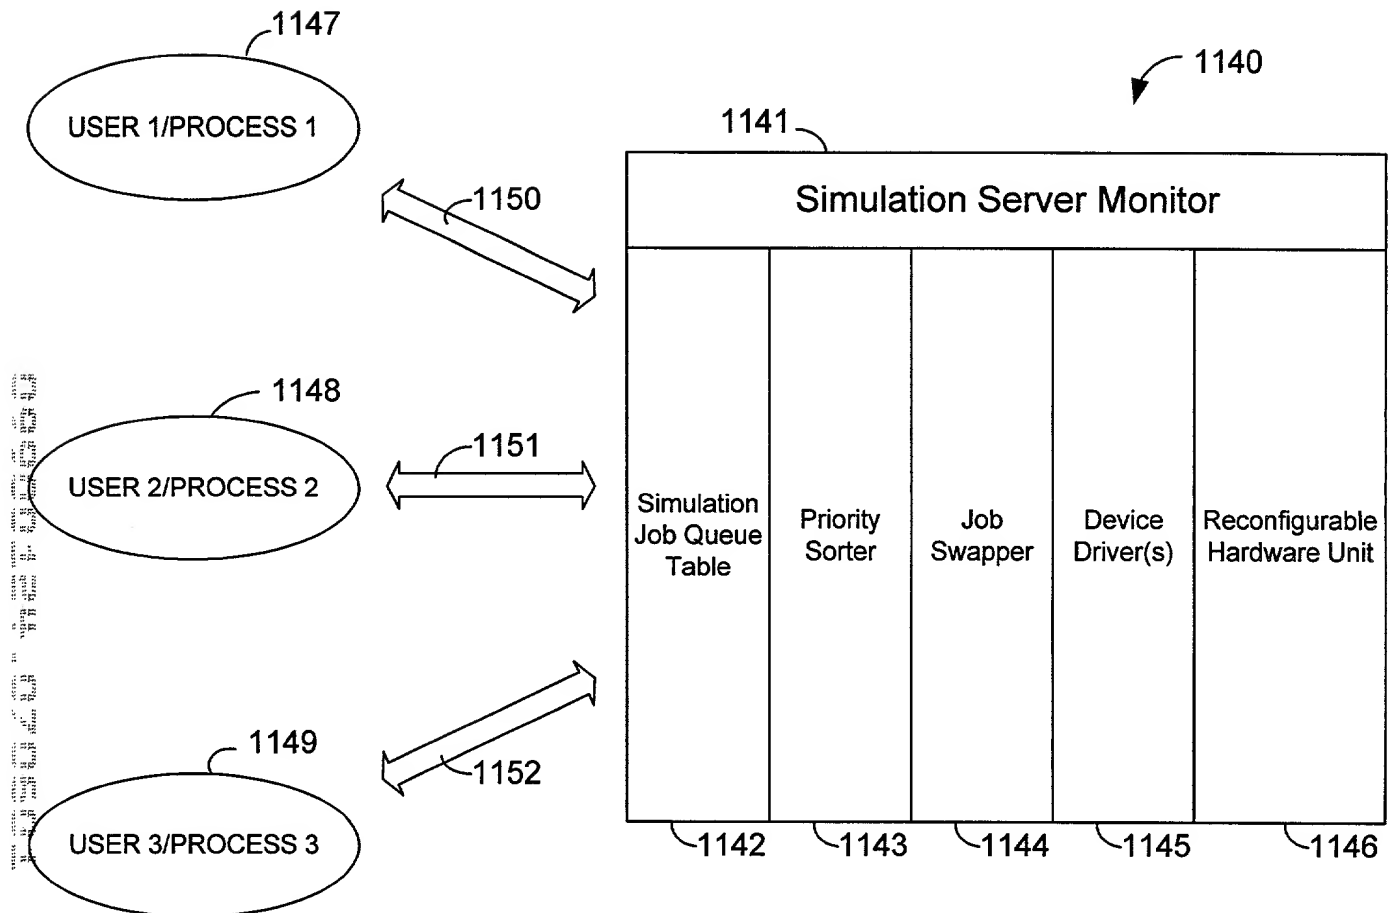 1147
USER 1/PROCESS 1
1140
1141
Simulation Server Monitor
1150
1148
USER 2/PROCESS 2
1151
Simulation
Job Queue
Table
Priority
Sorter
Job
Swapper
Device
Driver(s)
Reconfigurable
Hardware Unit
1149
USER 3/PROCESS 3
1152
1142
1143
1144
1145
1146